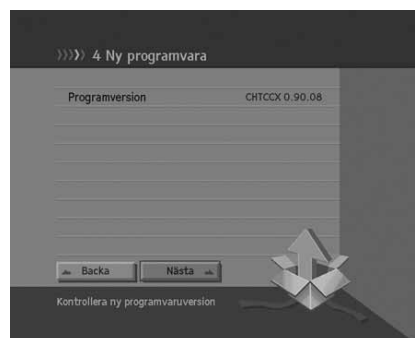 4 Ny programvara
Programversion CHTCCX 0.90.08
Backa Nästa
Kontrollera ny programvaruversion